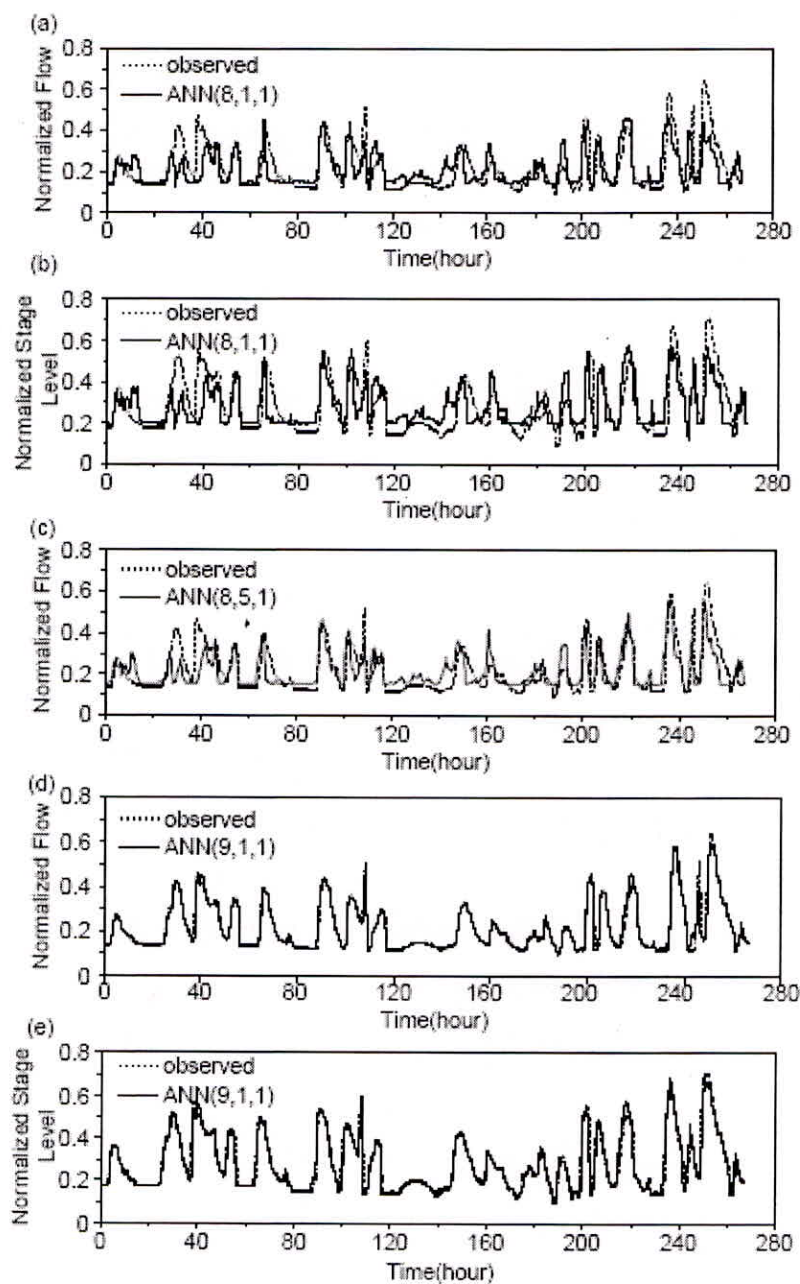 (a)
Normalized Flow
0.8
0.6
0.4
0.2
0
observed
ANN(8,1,1)
0 40 80 120 160 200 240 280
Time(hour)
(b)
Normalized Stage
Level
0.8
0.6
0.4
0.2
0
observed
ANN(8,1,1)
0 40 80 120 160 200 240 280
Time(hour)
(c)
Normalized Flow
0.8
0.6
0.4
0.2
0
observed
ANN(8,5,1)
0 40 80 120 160 200 240 280
Time(hour)
(d)
Normalized Flow
0.8
0.6
0.4
0.2
0
observed
ANN(9,1,1)
0 40 80 120 160 200 240 280
Time(hour)
(e)
Normalized Stage
Level
0.8
0.6
0.4
0.2
0
observed
ANN(9,1,1)
0 40 80 120 160 200 240 280
Time(hour)